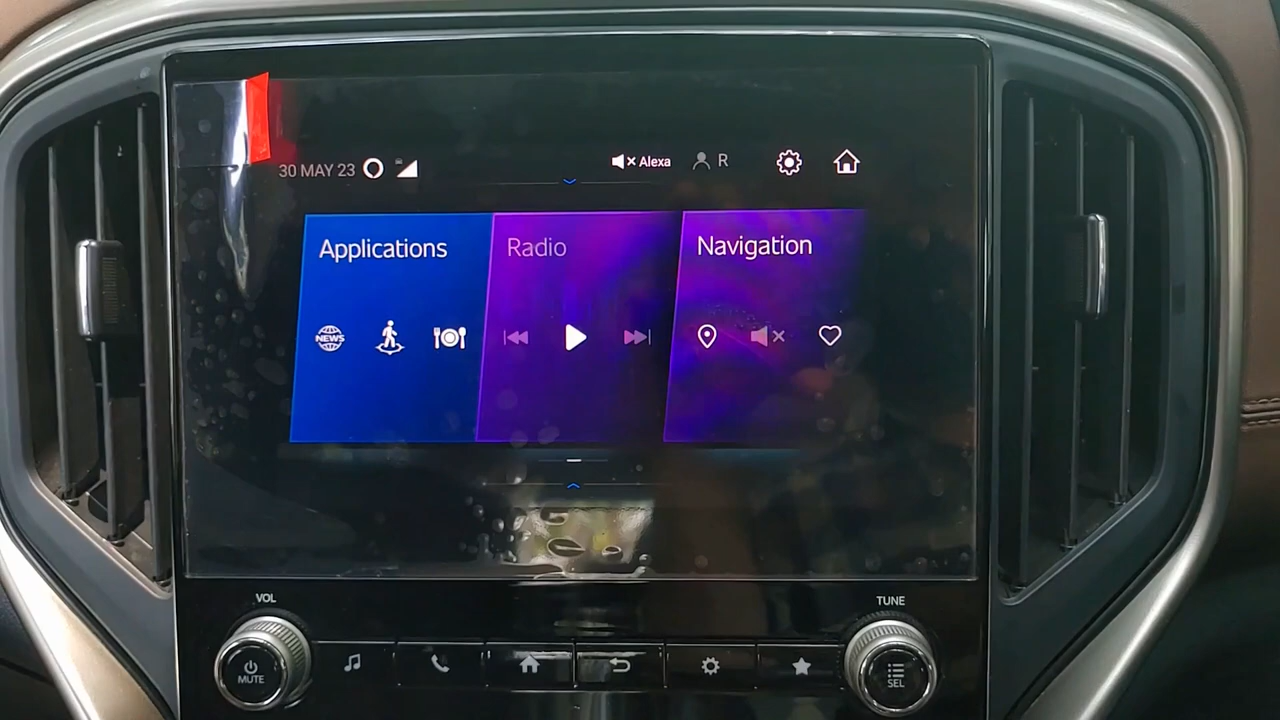 30 MAY 23
Alexa R
Applications Radio Navigation
NEWS
VOL
TUNE
MUTE
SEL